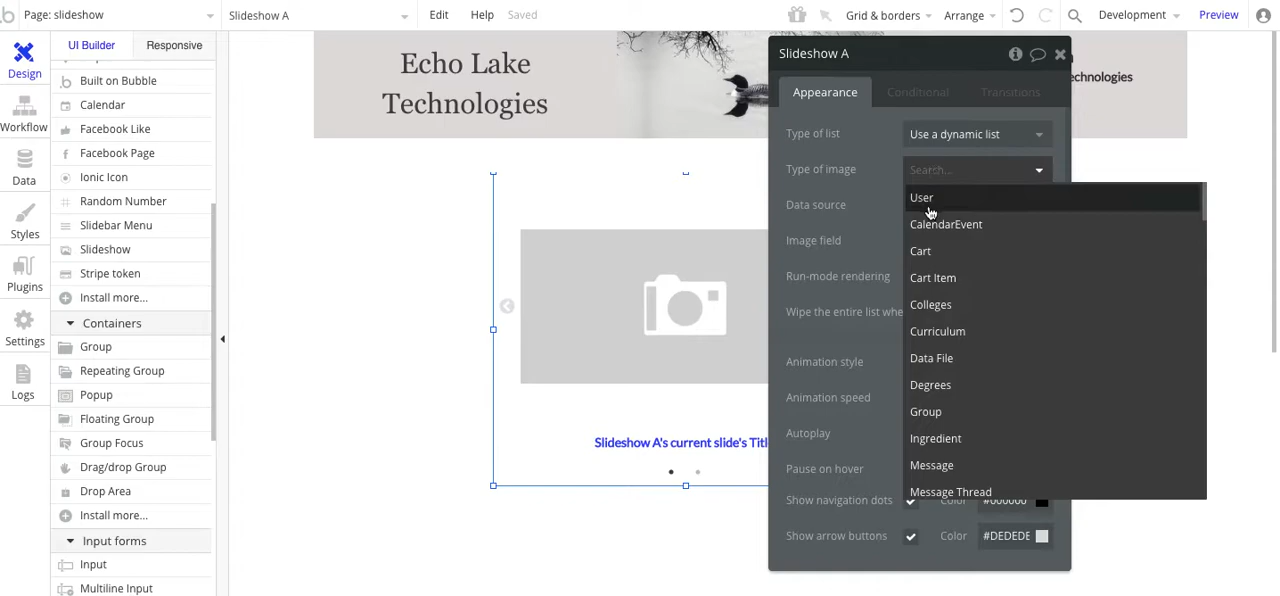 b Page: slideshow
Slideshow A
Edit
Help
Saved
Grid & borders
Arrange
Development
Preview
Design
Workflow
Data
Styles
Plugins
Settings
Logs
UI Builder
Responsive
Built on Bubble
Calendar
Facebook Like
Facebook Page
Ionic Icon
Random Number
Slidebar Menu
Slideshow
Stripe token
Install more...
Containers
Group
Repeating Group
Popup
Floating Group
Group Focus
Drag/drop Group
Drop Area
Install more...
Input forms
Input
Multiline Input
Echo Lake
Technologies
Slideshow A's current slide's Titl
echnologies
Slideshow A
Appearance
Conditional
Transitions
Type of list
Use a dynamic list
Type of image
Search...
Data source
Image field
Run-mode rendering
Wipe the entire list whe
Animation style
Animation speed
Autoplay
Pause on hover
Show navigation dots
Color
#000000
Show arrow buttons
Color
#DEDEDE
User
CalendarEvent
Cart
Cart Item
Colleges
Curriculum
Data File
Degrees
Group
Ingredient
Message
Message Thread